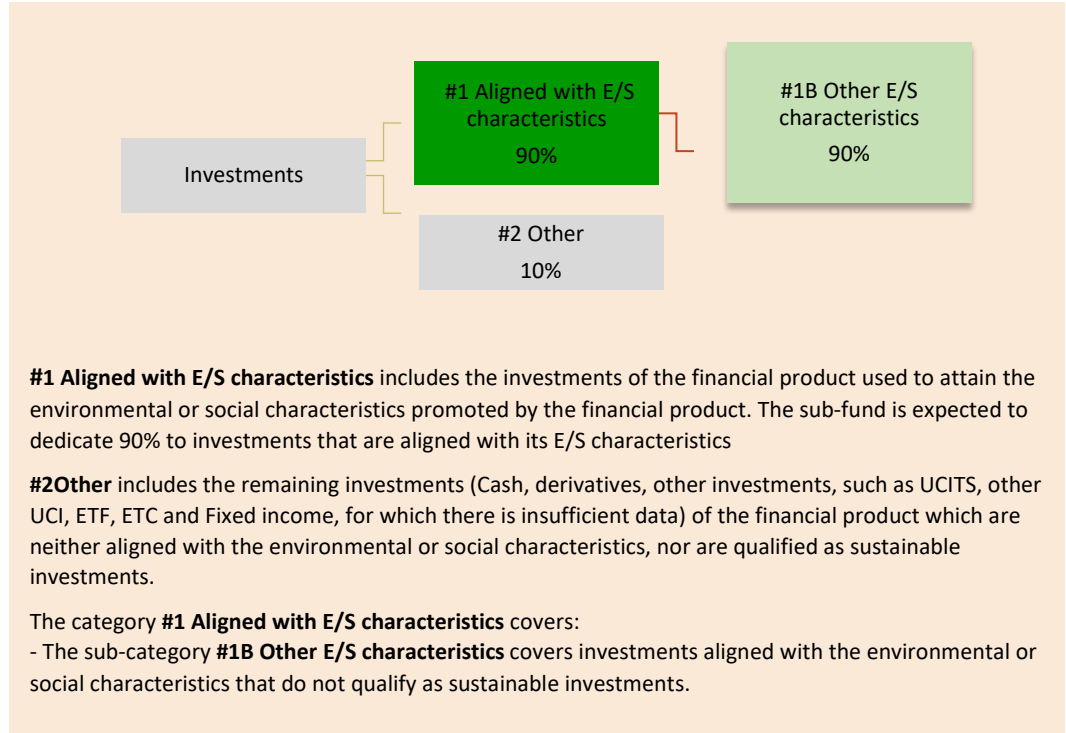 #1 Aligned with E/S
characteristics
90%
#1B Other E/S
characteristics
90%
Investments
#2 Other
10%
#1 Aligned with E/S characteristics includes the investments of the financial product used to attain the
environmental or social characteristics promoted by the financial product. The sub-fund is expected to
dedicate 90% to investments that are aligned with its E/S characteristics
#2Other includes the remaining investments (Cash, derivatives, other investments, such as UCITS, other
UCI, ETF, ETC and Fixed income, for which there is insufficient data) of the financial product which are
neither aligned with the environmental or social characteristics, nor are qualified as sustainable
investments.
The category #1 Aligned with E/S characteristics covers:
- The sub-category #1B Other E/S characteristics covers investments aligned with the environmental or
social characteristics that do not qualify as sustainable investments.